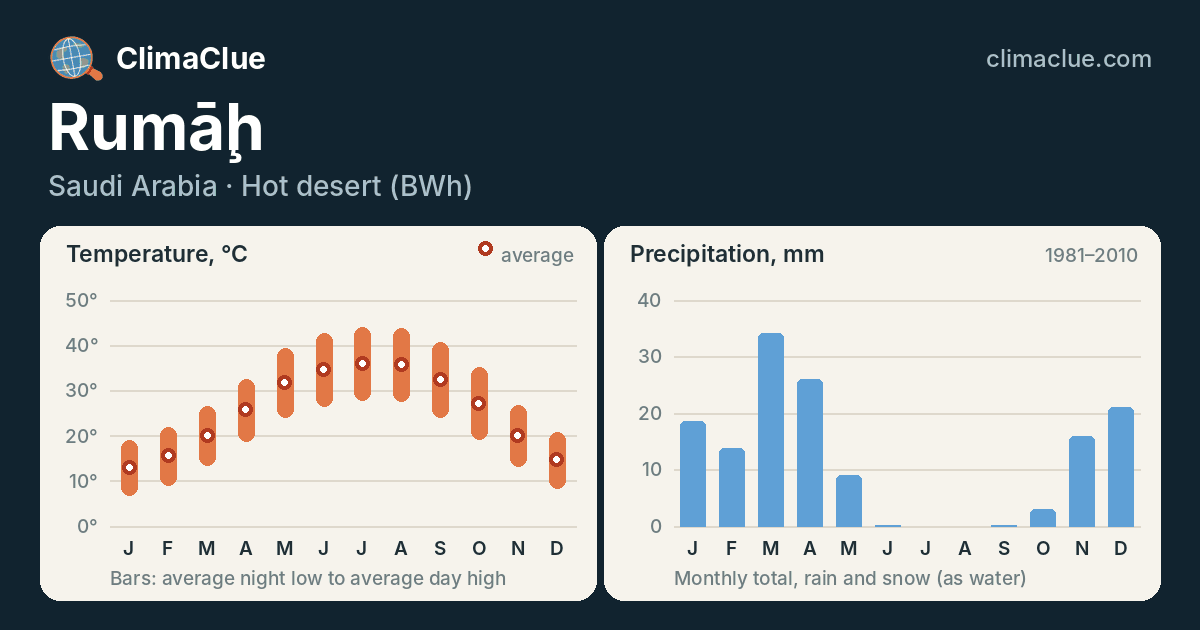 ClimaClue
climaclue.com
Rumāḩ
Saudi Arabia · Hot desert (BWh)
Temperature, °C
average
50°
40°
30°
20°
10°
0°
J F M A M J J A S O N D
Bars: average night low to average day high
Precipitation, mm
1981–2010
40
30
20
10
0
J F M A M J J A S O N D
Monthly total, rain and snow (as water)